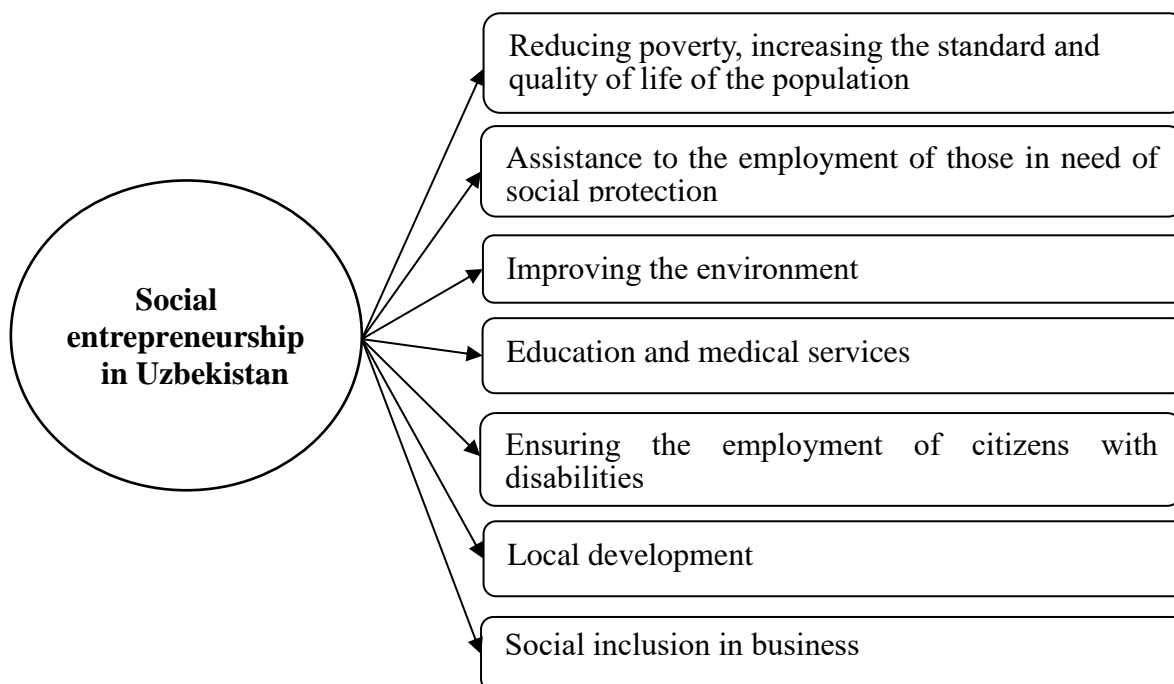 Social
entrepreneurship
in Uzbekistan
Reducing poverty, increasing the standard and
quality of life of the population
Assistance to the employment of those in need of
social protection
Improving the environment
Education and medical services
Ensuring the employment of citizens with
disabilities
Local development
Social inclusion in business